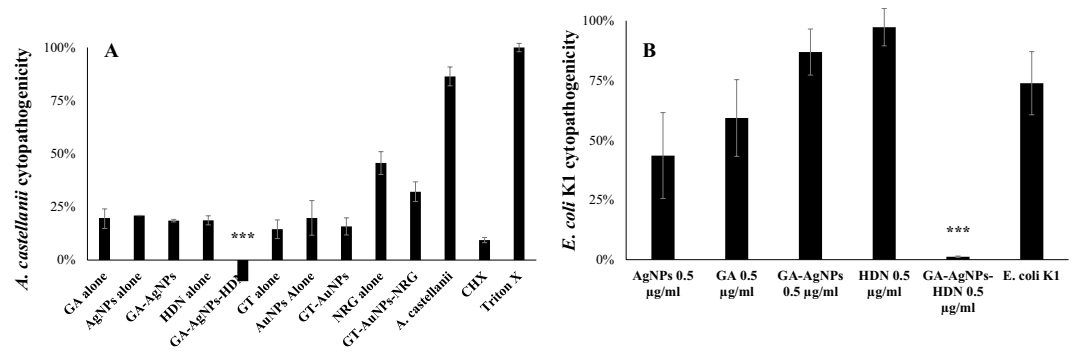 A
A. castellanii cytopathogenicity
100%
75%
50%
25%
0%
***
GA alone
AgNPs alone
GA-AgNPs
HDN alone
GA-AgNPs-HDN
GT alone
AuNPs Alone
GT-AuNPs
NRG alone
GT-AuNPs-NRG
A. castellanii
CHX
Triton X
B
E. coli K1 cytopathogenicity
100%
75%
50%
25%
0%
***
AgNPs 0.5
µg/ml
GA 0.5
µg/ml
GA-AgNPs
0.5 µg/ml
HDN 0.5
µg/ml
GA-AgNPs-
HDN 0.5
µg/ml
E. coli K1